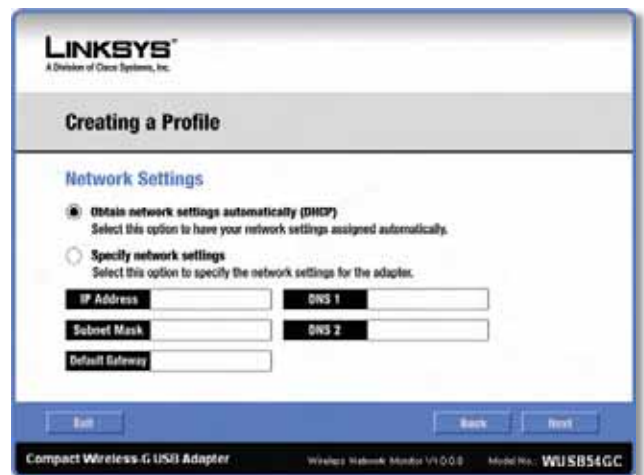 LINKSYS®
A Division of Cisco Systems, Inc.
Creating a Profile
Network Settings
Obtain network settings automatically (DHCP)
Select this option to have your network settings assigned automatically.
Specify network settings
Select this option to specify the network settings for the adapter.
IP Address DNS 1
Subnet Mask DNS 2
Default Gateway
Exit Back Next
Compact Wireless-G USB Adapter Wireless Network Monitor V1.0.0.8 Model No. WUSB54GC